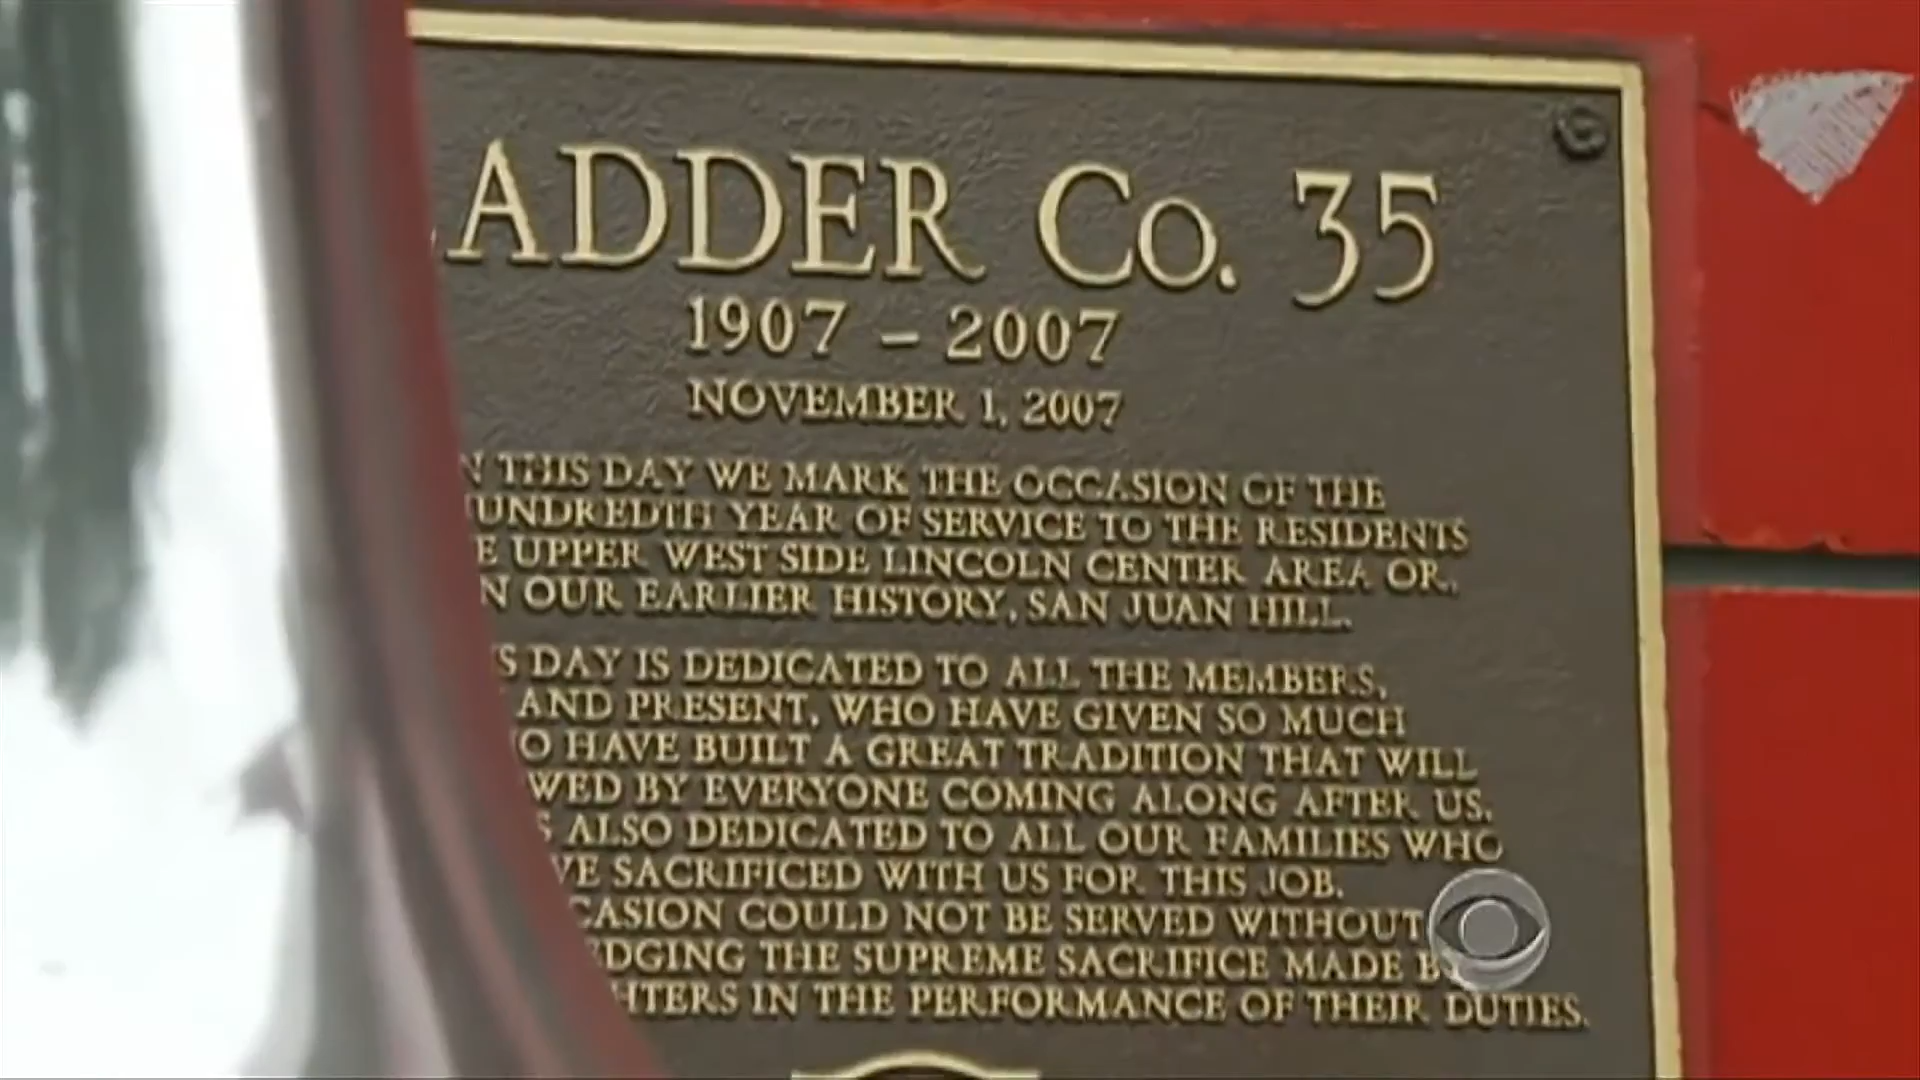 ADDER Co. 35
1907 – 2007
NOVEMBER 1, 2007
N THIS DAY WE MARK THE OCCASION OF THE
UNDREDTH YEAR OF SERVICE TO THE RESIDENTS
E UPPER WEST SIDE LINCOLN CENTER AREA OR,
N OUR EARLIER HISTORY, SAN JUAN HILL.
S DAY IS DEDICATED TO ALL THE MEMBERS,
AND PRESENT, WHO HAVE GIVEN SO MUCH
O HAVE BUILT A GREAT TRADITION THAT WILL
WED BY EVERYONE COMING ALONG AFTER US.
S ALSO DEDICATED TO ALL OUR FAMILIES WHO
VE SACRIFICED WITH US FOR THIS JOB.
CASION COULD NOT BE SERVED WITHOUT
EDGING THE SUPREME SACRIFICE MADE BY
HTERS IN THE PERFORMANCE OF THEIR DUTIES.